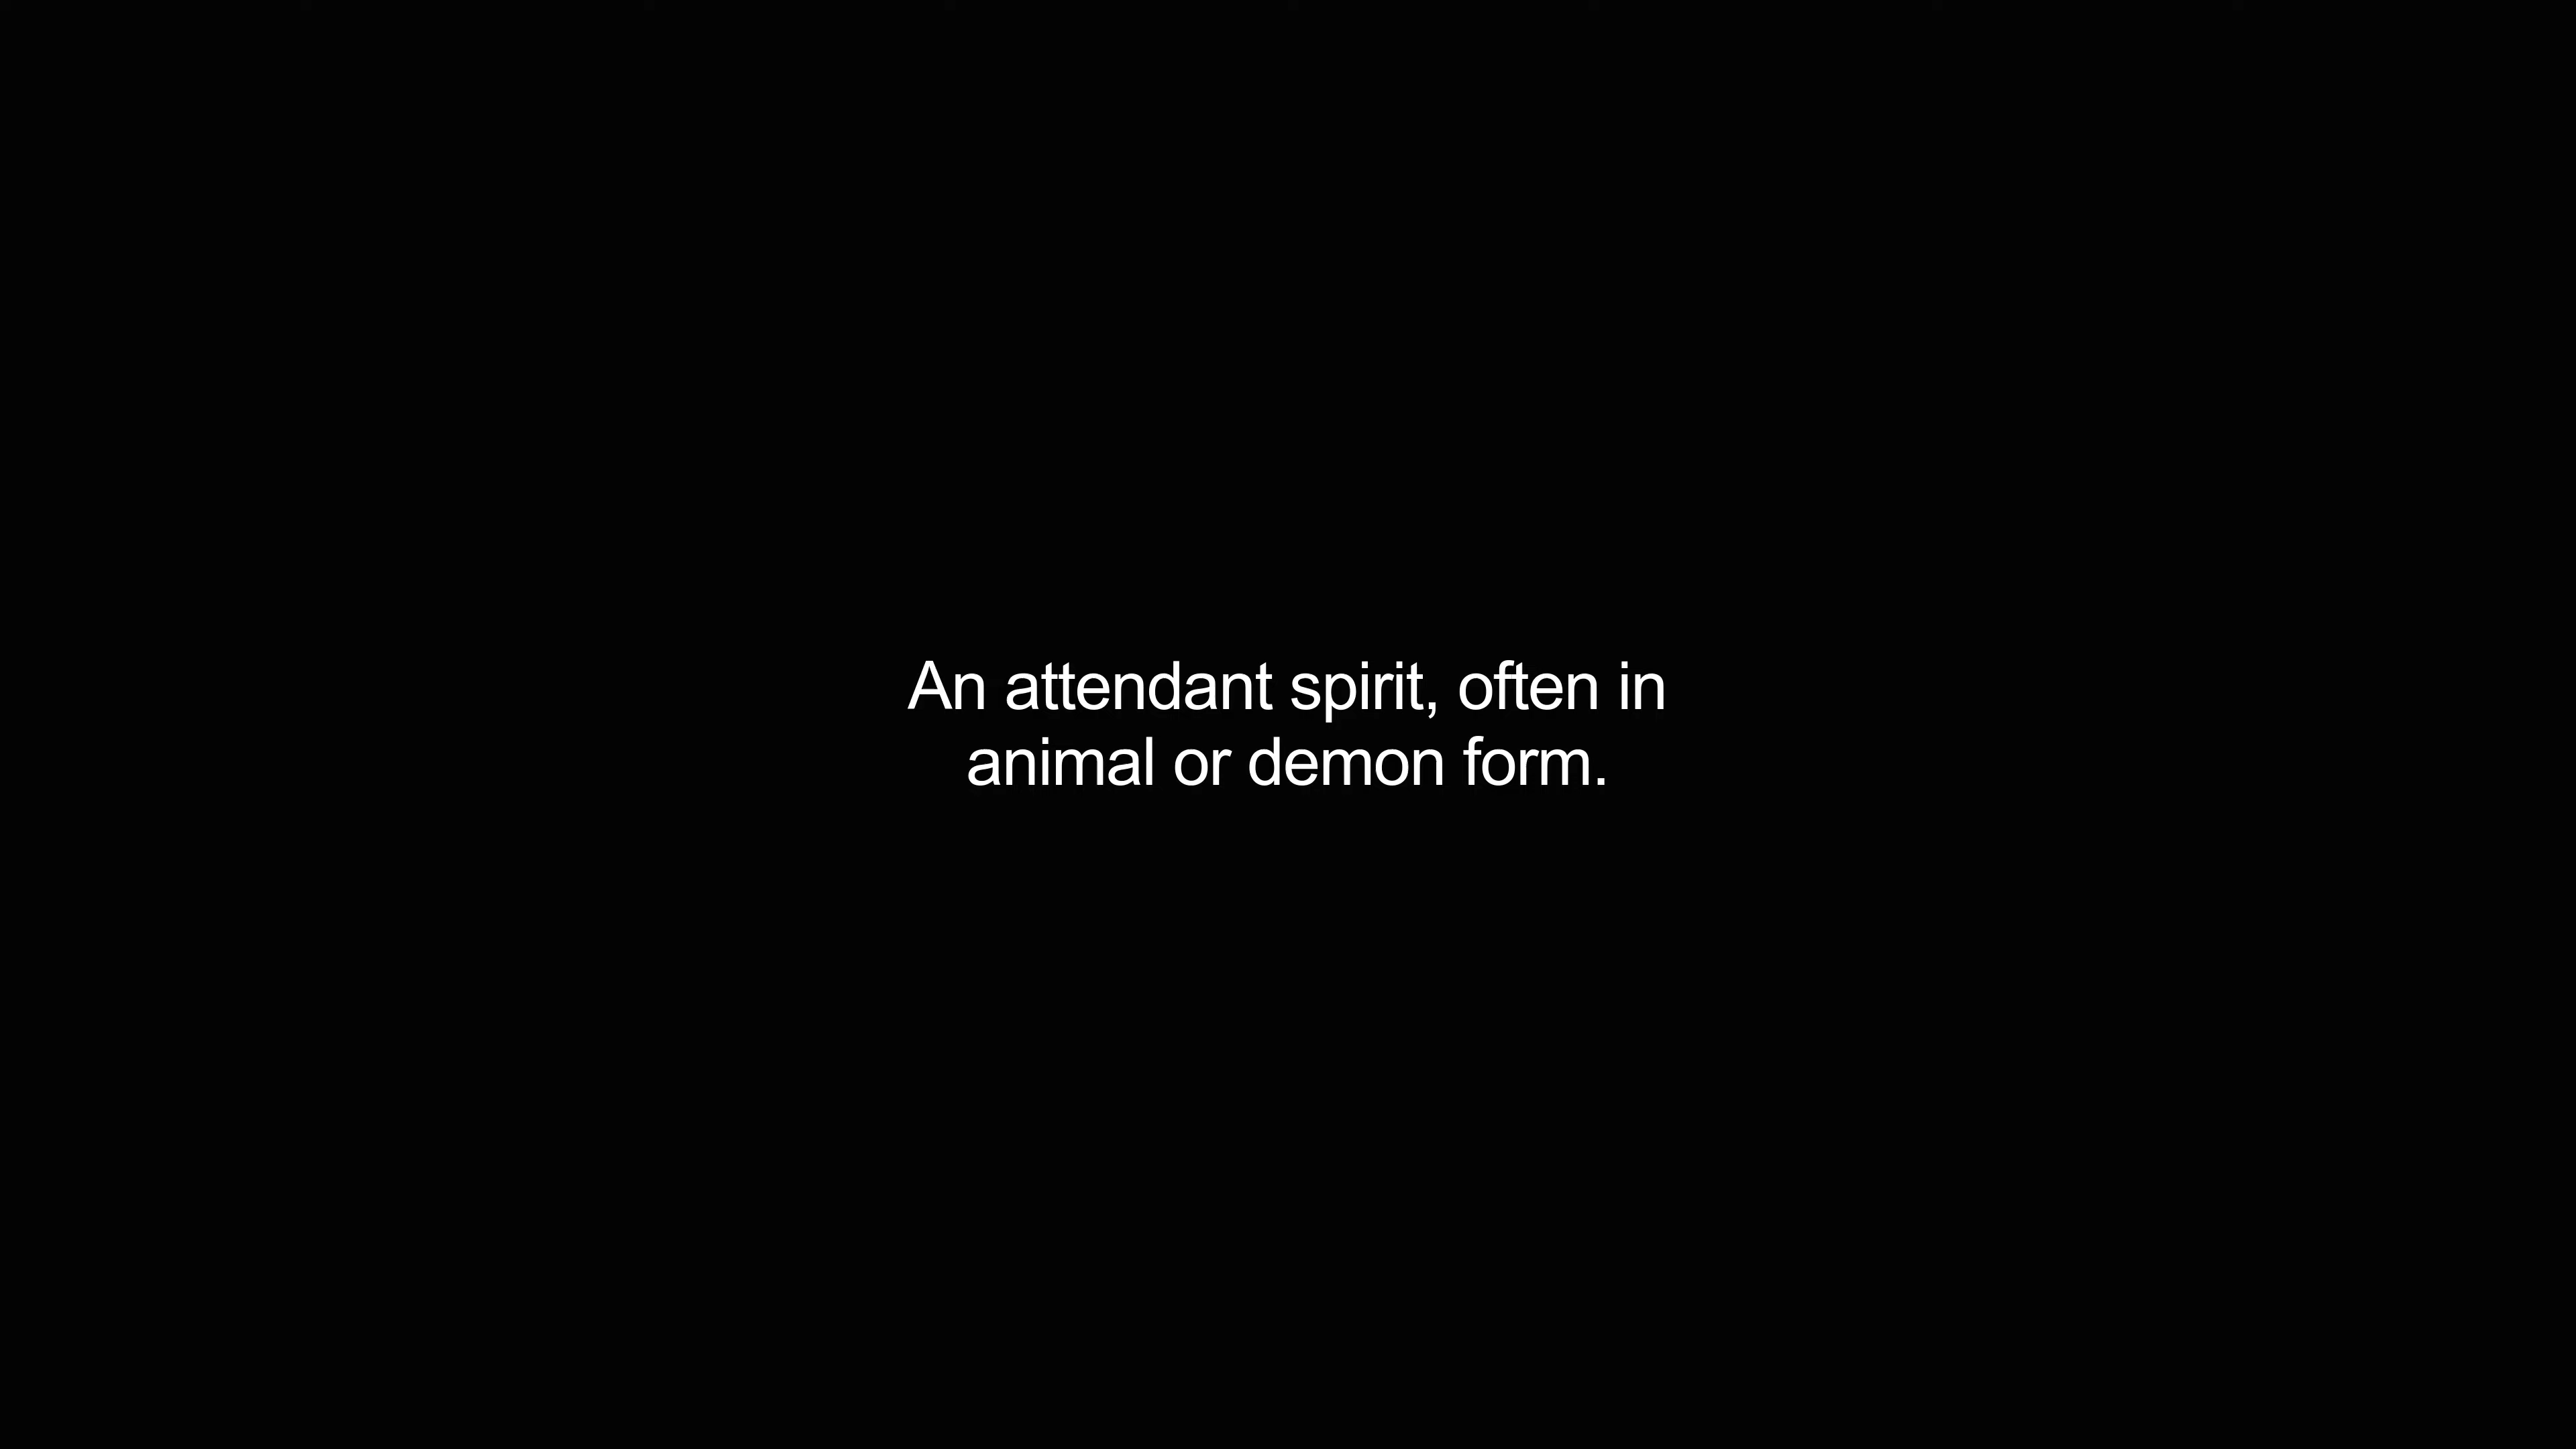 An attendant spirit, often in
animal or demon form.